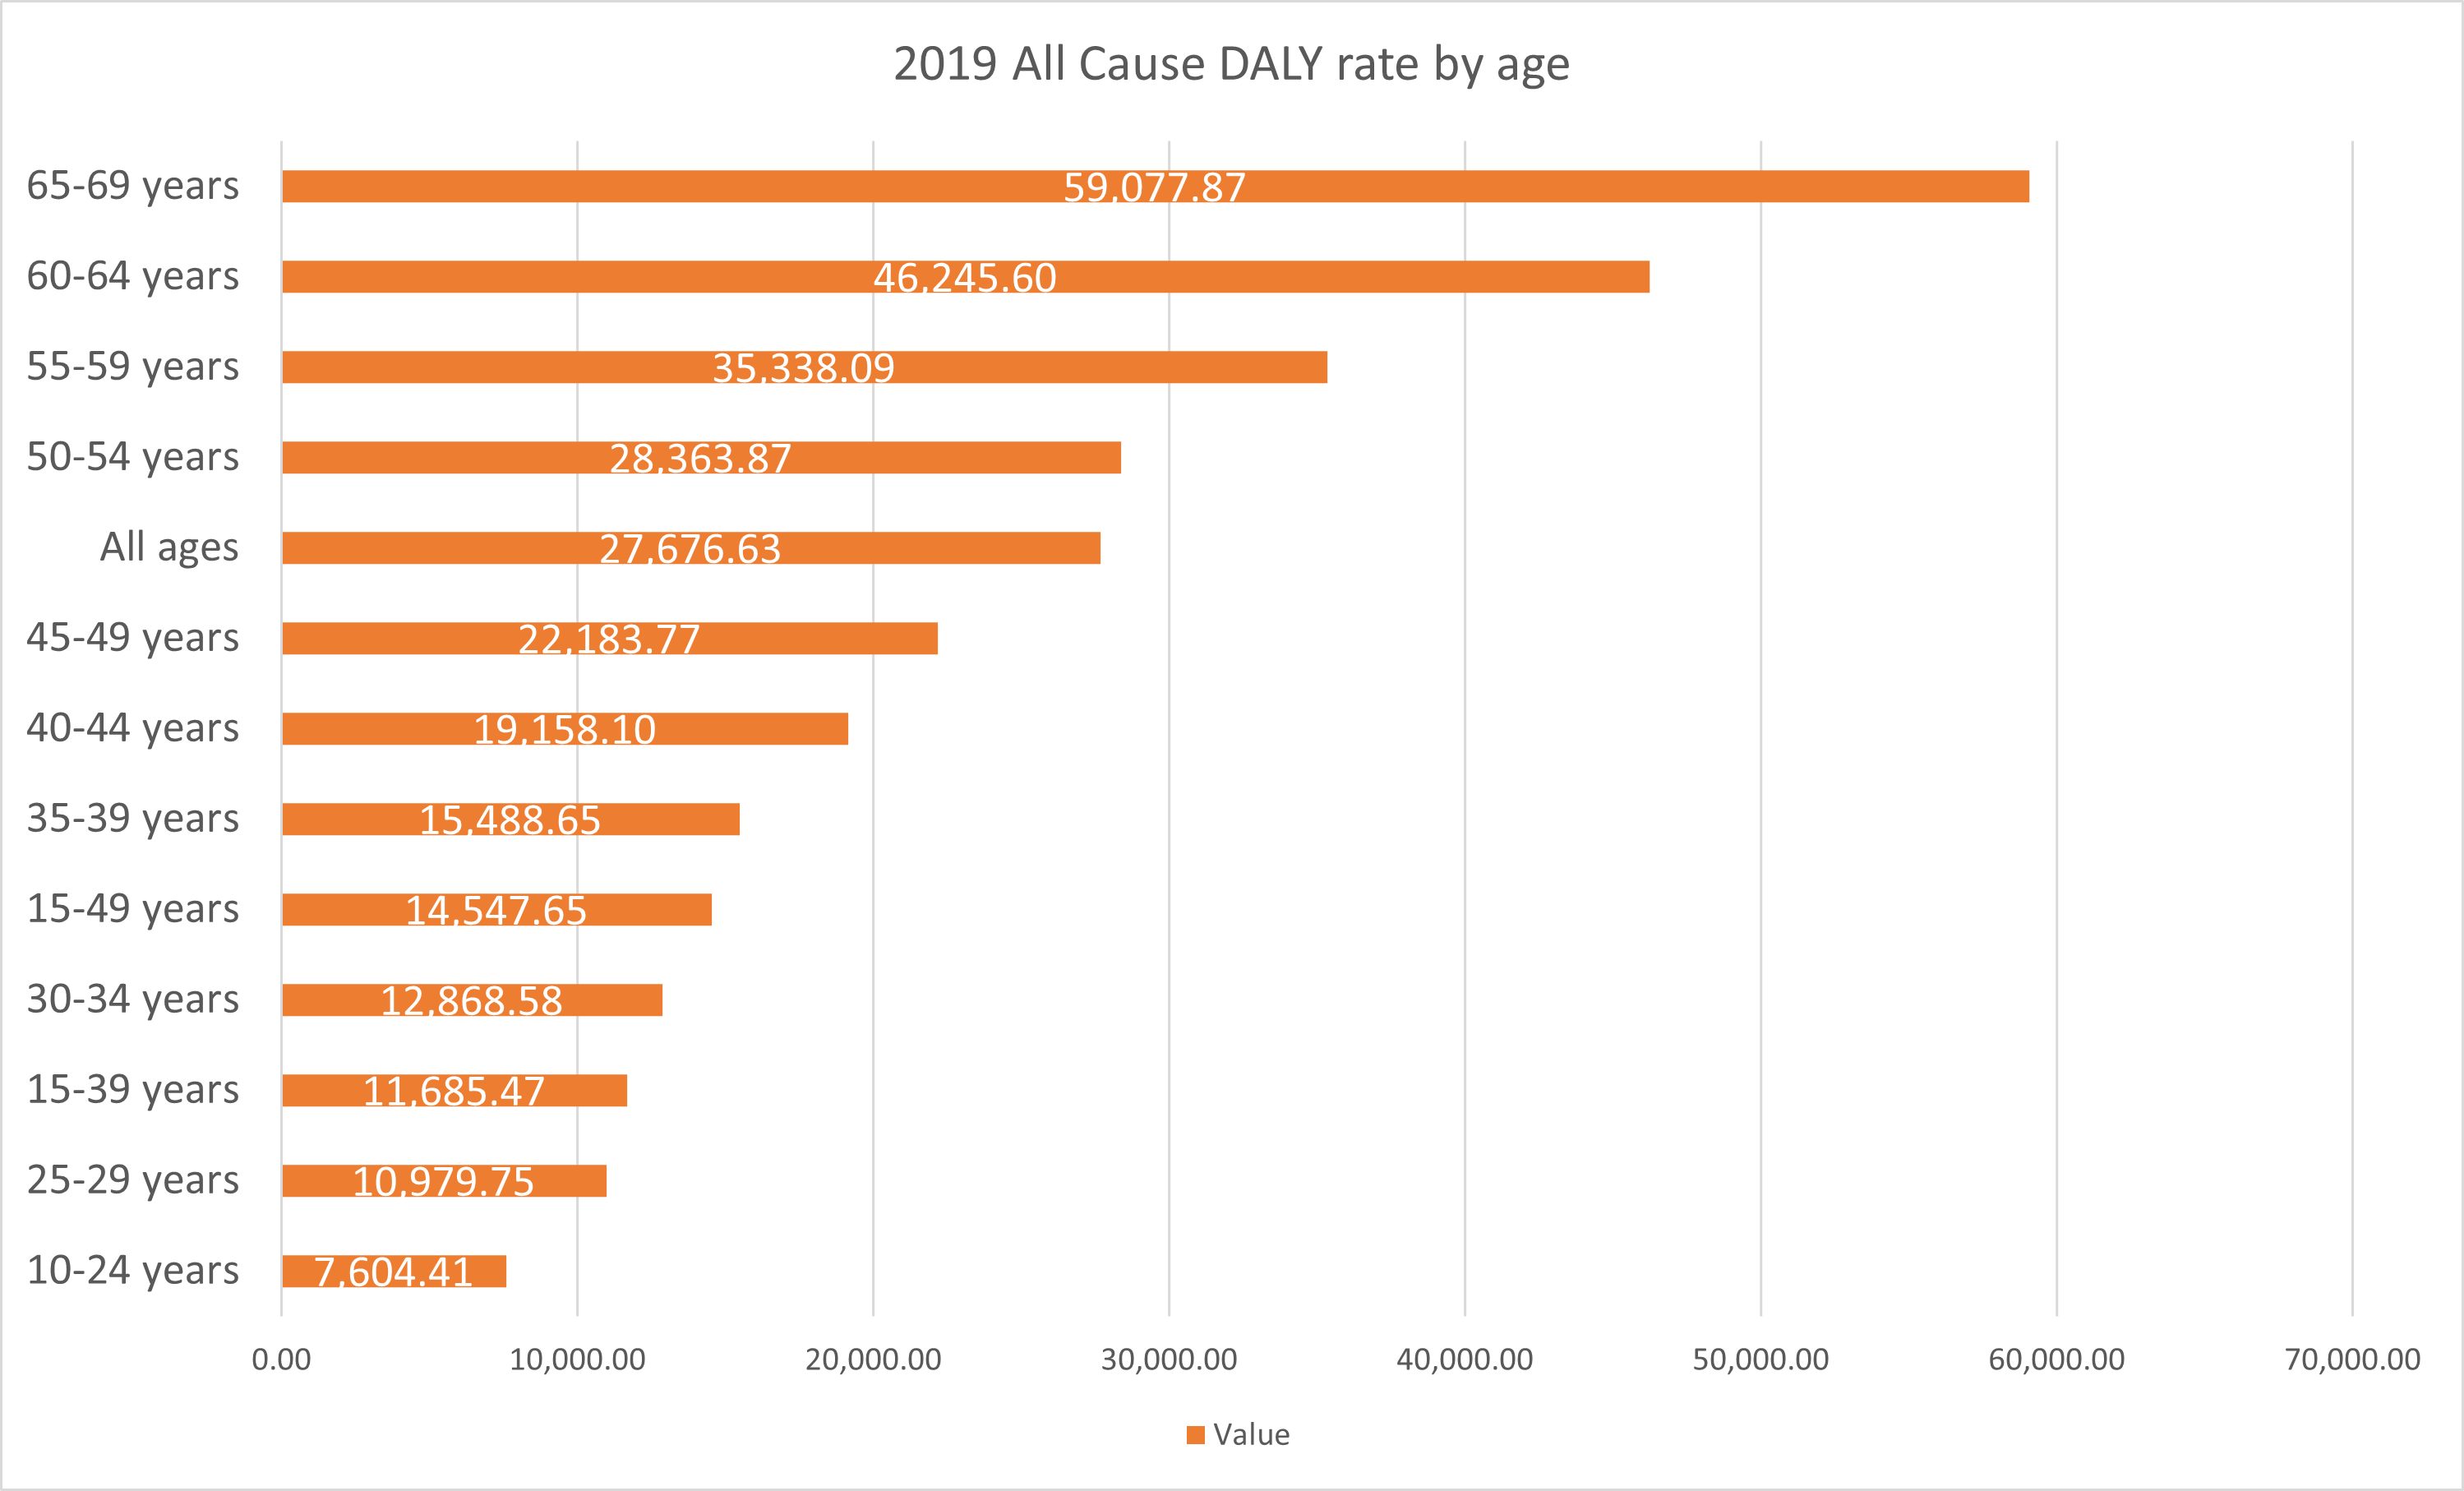 2019 All Cause DALY rate by age
65-69 years 59,077.87
60-64 years 46,245.60
55-59 years 35,338.09
50-54 years 28,363.87
All ages 27,676.63
45-49 years 22,183.77
40-44 years 19,158.10
35-39 years 15,488.65
15-49 years 14,547.65
30-34 years 12,868.58
15-39 years 11,685.47
25-29 years 10,979.75
10-24 years 7,604.41
0.00 10,000.00 20,000.00 30,000.00 40,000.00 50,000.00 60,000.00 70,000.00
Value